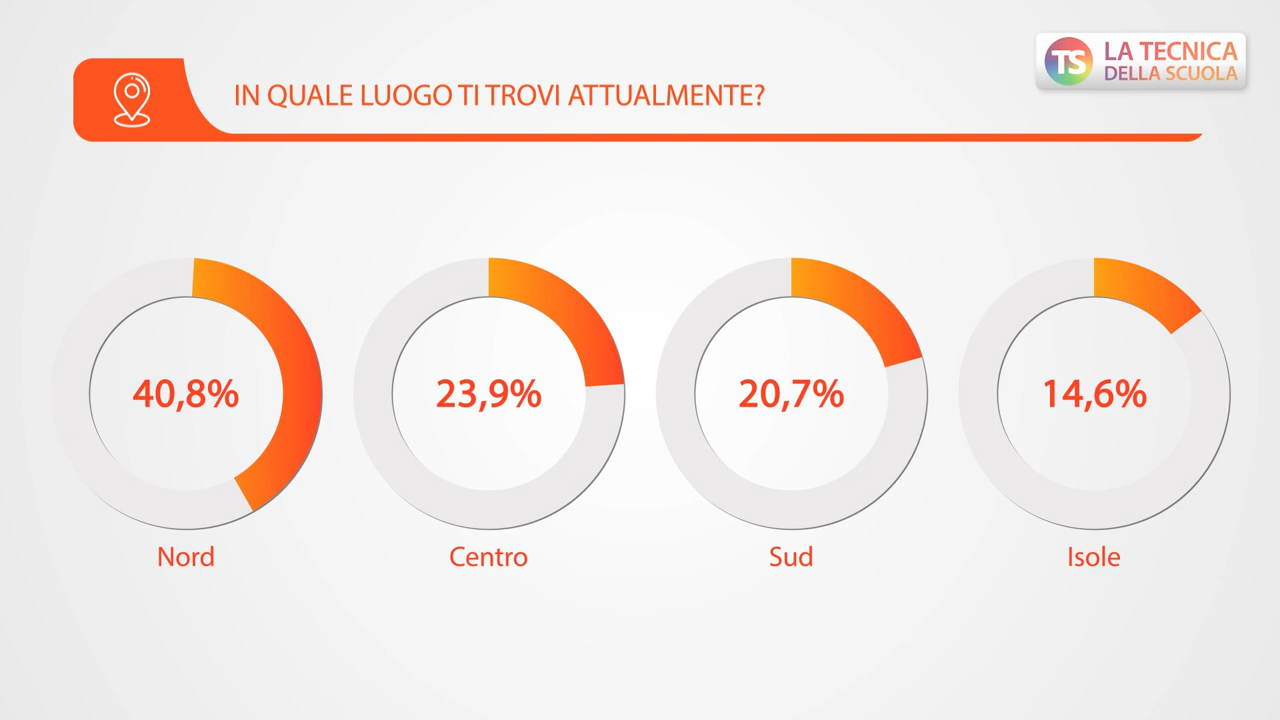 IN QUALE LUOGO TI TROVI ATTUALMENTE?
TS LA TECNICA
DELLA SCUOLA
40,8%
23,9%
20,7%
14,6%
Nord
Centro
Sud
Isole